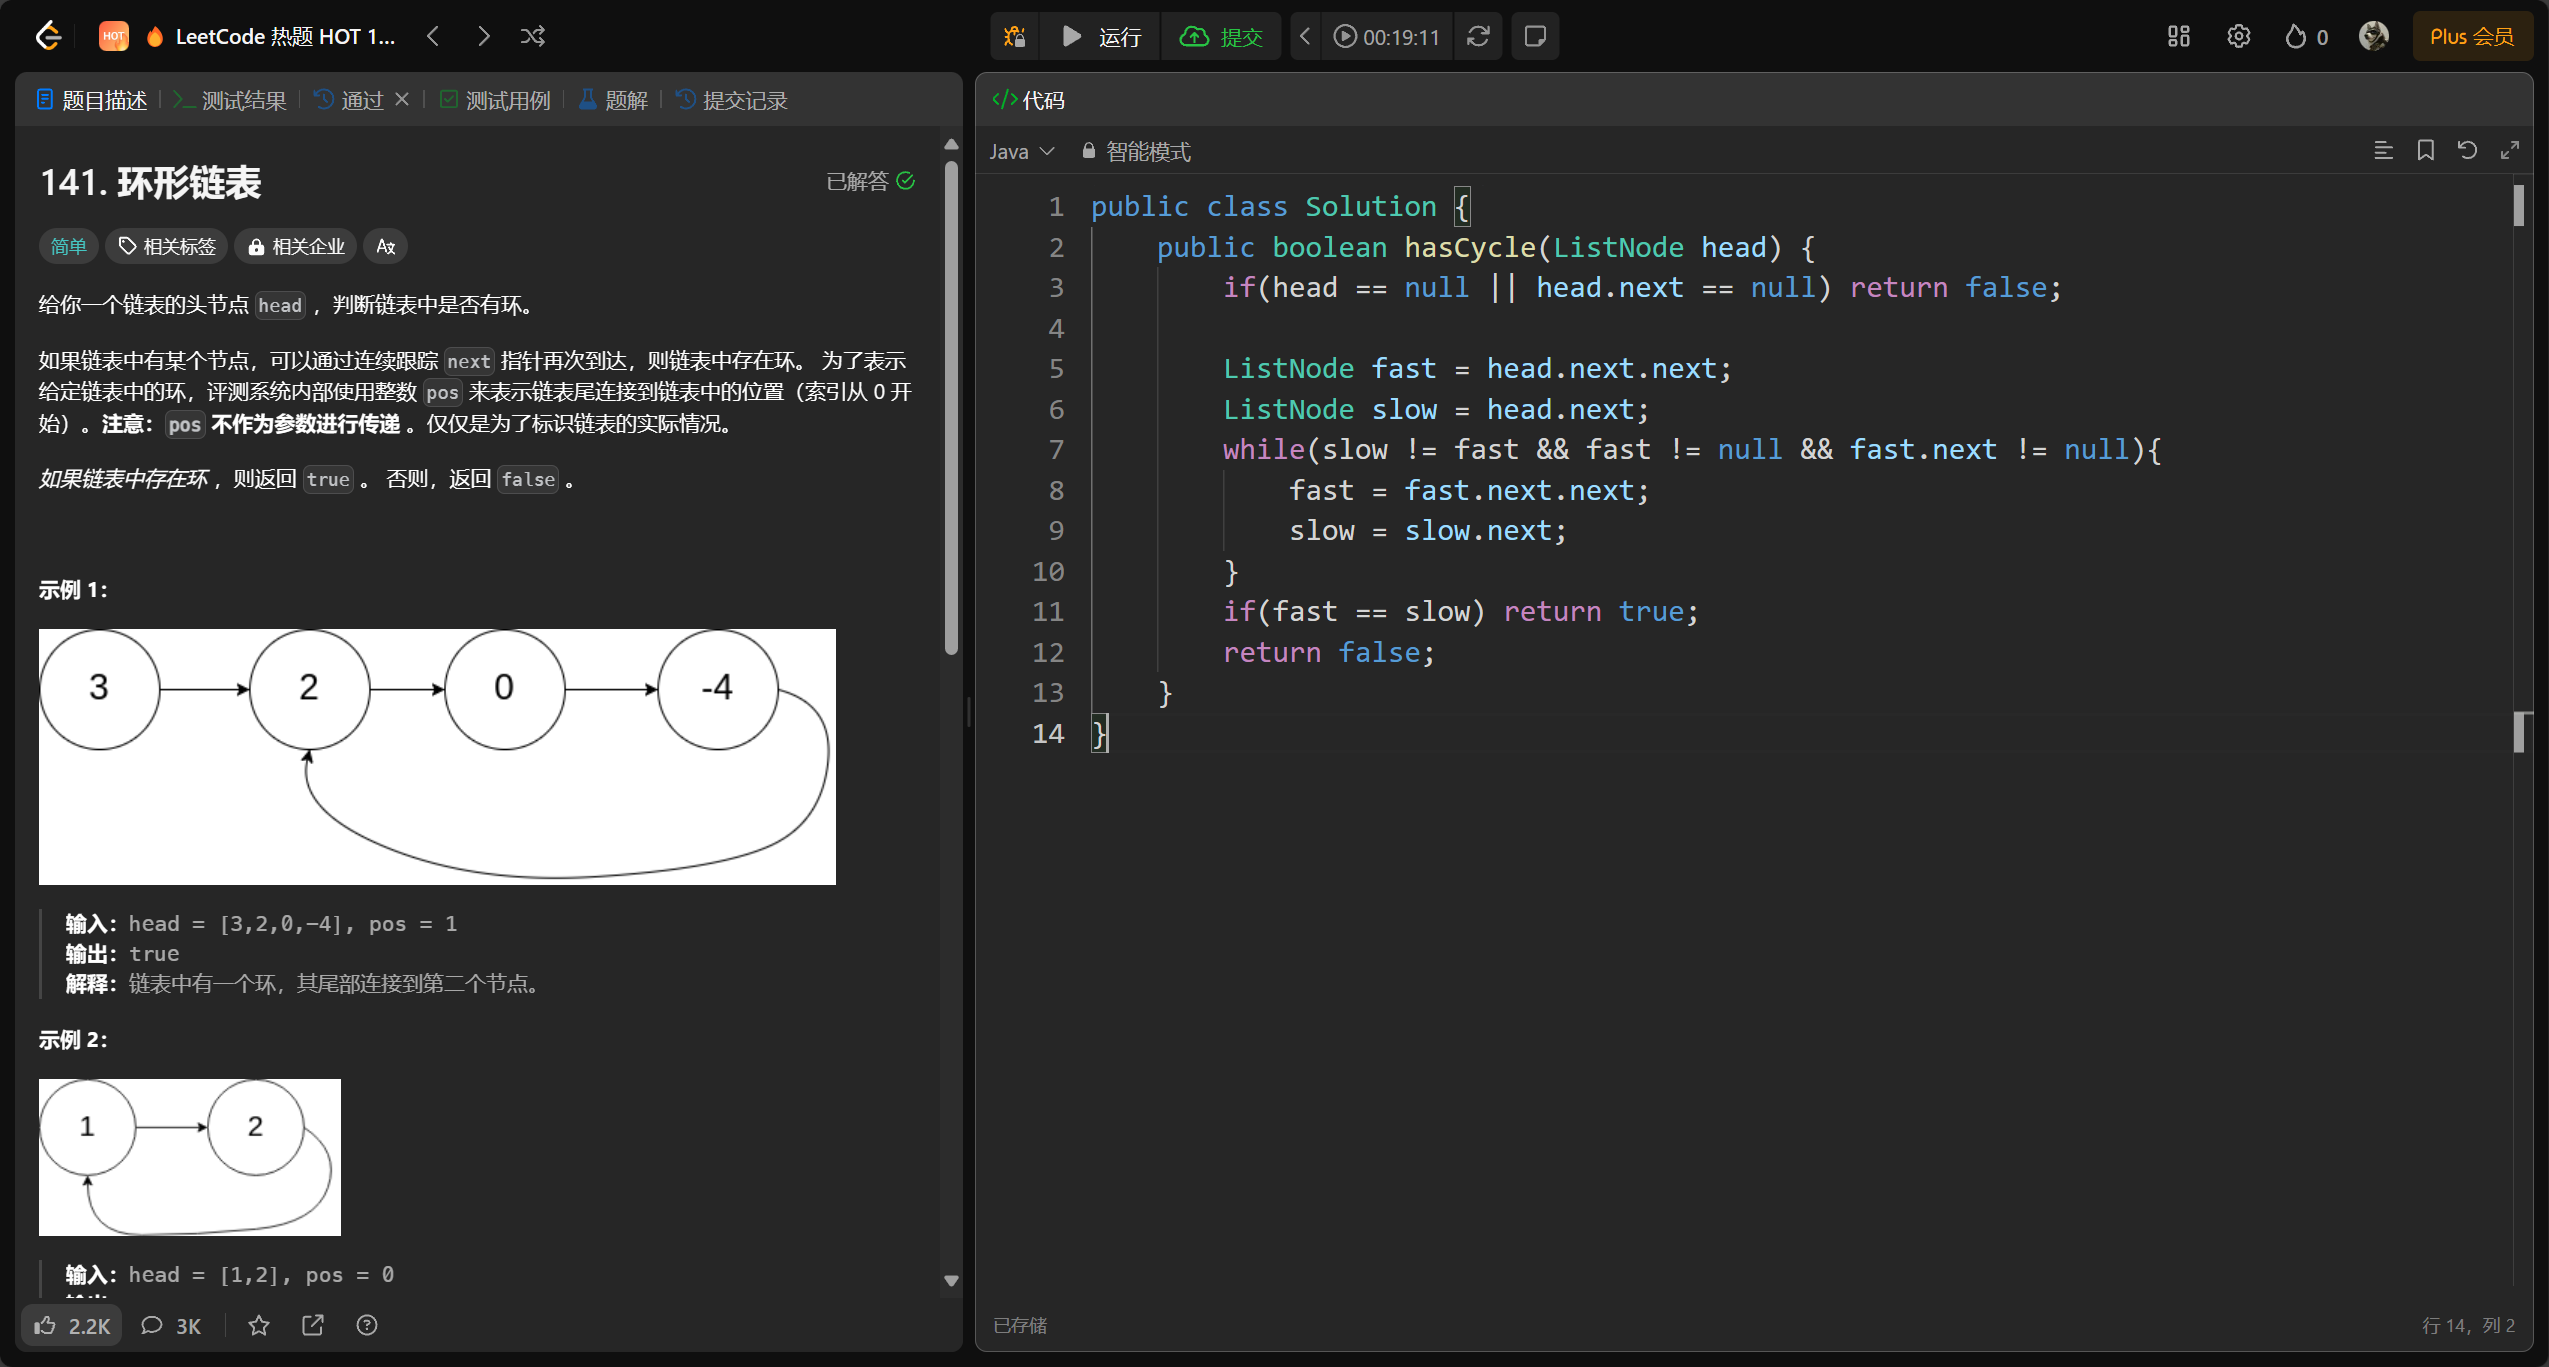 HOT LeetCode 热题 HOT 1...
运行 提交 00:19:11
0 Plus 会员
题目描述 测试结果 通过 测试用例 题解 提交记录
141. 环形链表
已解答
简单 相关标签 相关企业
给你一个链表的头节点 head ，判断链表中是否有环。
如果链表中有某个节点，可以通过连续跟踪 next 指针再次到达，则链表中存在环。 为了表示
给定链表中的环，评测系统内部使用整数 pos 来表示链表尾连接到链表中的位置（索引从 0 开
始）。注意：pos 不作为参数进行传递 。仅仅是为了标识链表的实际情况。
如果链表中存在环 ，则返回 true 。 否则，返回 false 。
示例 1：
3 2 0 -4
输入：head = [3,2,0,-4], pos = 1
输出：true
解释：链表中有一个环，其尾部连接到第二个节点。
示例 2：
1 2
输入：head = [1,2], pos = 0
2.2K 3K
代码
Java 智能模式
1 public class Solution {
2 public boolean hasCycle(ListNode head) {
3 if(head == null || head.next == null) return false;
4
5 ListNode fast = head.next.next;
6 ListNode slow = head.next;
7 while(slow != fast && fast != null && fast.next != null){
8 fast = fast.next.next;
9 slow = slow.next;
10 }
11 if(fast == slow) return true;
12 return false;
13 }
14 }
已存储
行 14，列 2